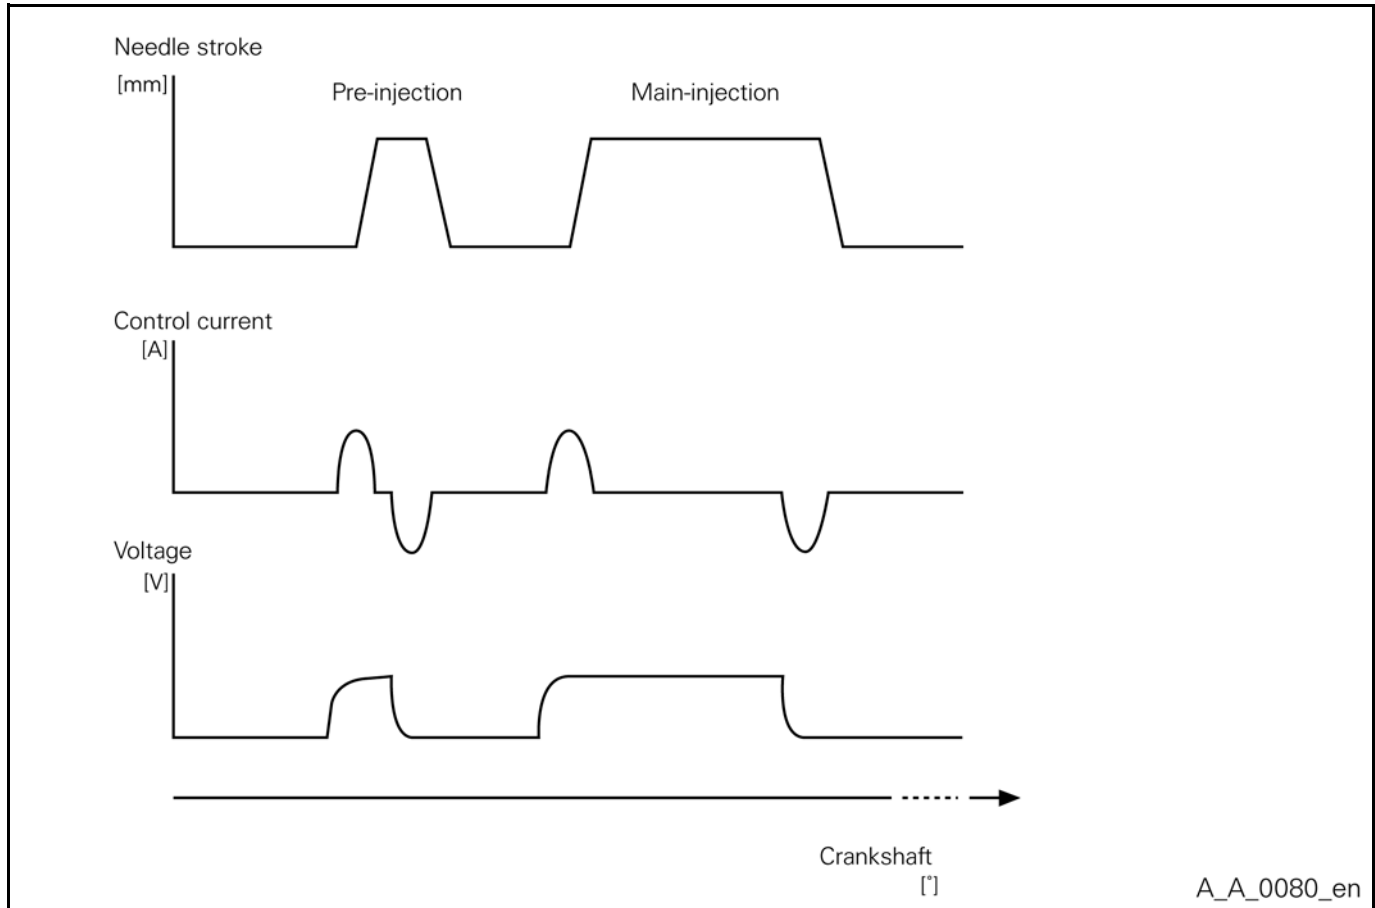 Needle stroke
[mm]
Pre-injection
Main-injection
Control current
[A]
Voltage
[V]
Crankshaft
[°]
A_A_0080_en